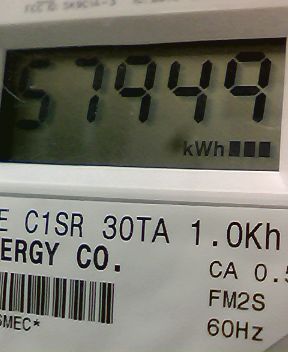 57949
kWh
E C1SR 30TA 1.0Kh
ERGY CO.
CA 0.5
FM2S
60Hz
SMEC*